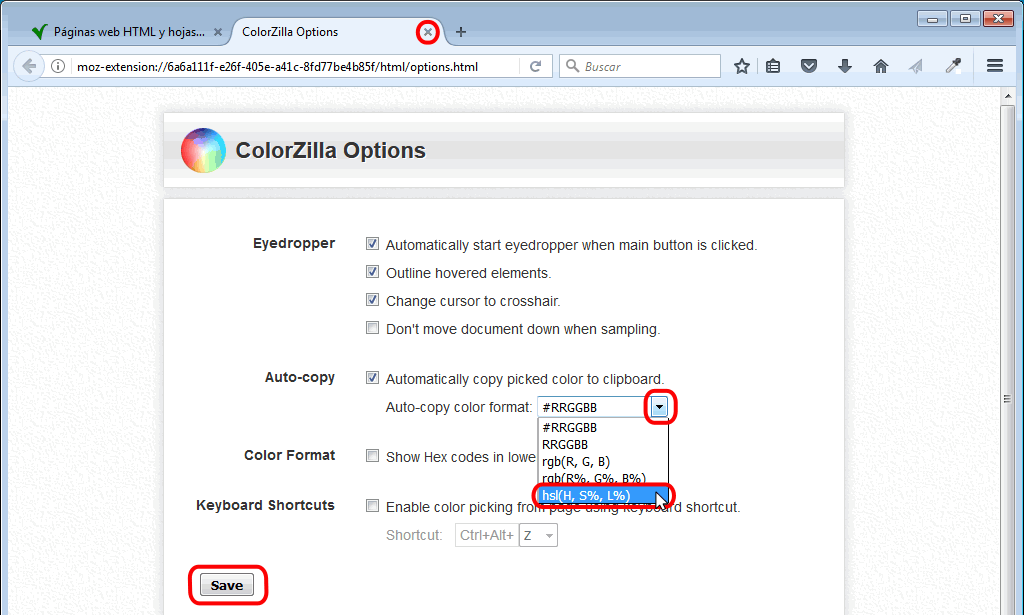 Páginas web HTML y hojas...
ColorZilla Options
moz-extension://6a6a111f-e26f-405e-a41c-8fd77be4b85f/html/options.html
Buscar
ColorZilla Options
Eyedropper
Automatically start eyedropper when main button is clicked.
Outline hovered elements.
Change cursor to crosshair.
Don't move document down when sampling.
Auto-copy
Automatically copy picked color to clipboard.
Auto-copy color format: #RRGGBB
#RRGGBB
RRGGBB
rgb(R, G, B)
rgb(R%, G%, B%)
hsl(H, S%, L%)
Color Format
Show Hex codes in lowe
Keyboard Shortcuts
Enable color picking from page using keyboard shortcut.
Shortcut: Ctrl+Alt+ Z
Save